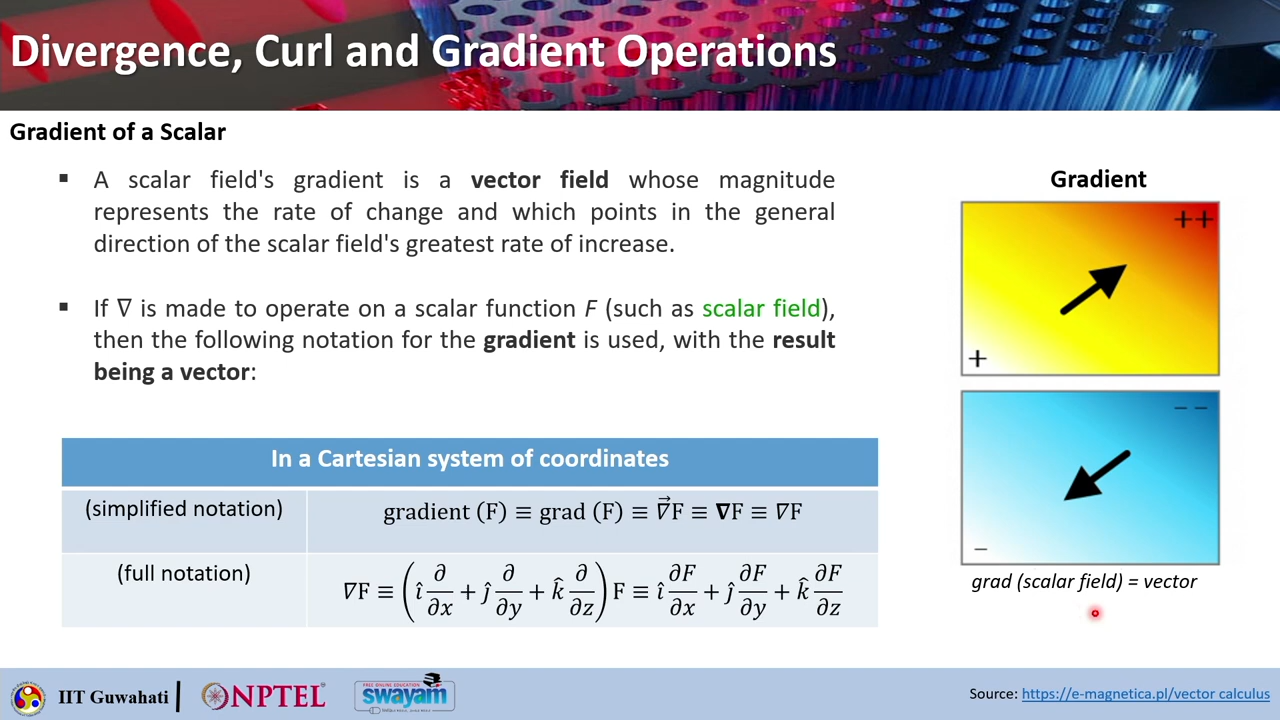 Divergence, Curl and Gradient Operations
Gradient of a Scalar
▪ A scalar field's gradient is a vector field whose magnitude
represents the rate of change and which points in the general
direction of the scalar field's greatest rate of increase.
▪ If ∇ is made to operate on a scalar function F (such as scalar field),
then the following notation for the gradient is used, with the result
being a vector:
In a Cartesian system of coordinates
(simplified notation) gradient (F) ≡ grad (F) ≡ ∇⃗F ≡ ∇F ≡ ∇F
(full notation) ∇F ≡ (î ∂/∂x + ĵ ∂/∂y + k̂ ∂/∂z) F ≡ î ∂F/∂x + ĵ ∂F/∂y + k̂ ∂F/∂z
Gradient
++
+
− −
−
grad (scalar field) = vector
IIT Guwahati
NPTEL
FREE ONLINE EDUCATION
swayam
Source: https://e-magnetica.pl/vector calculus